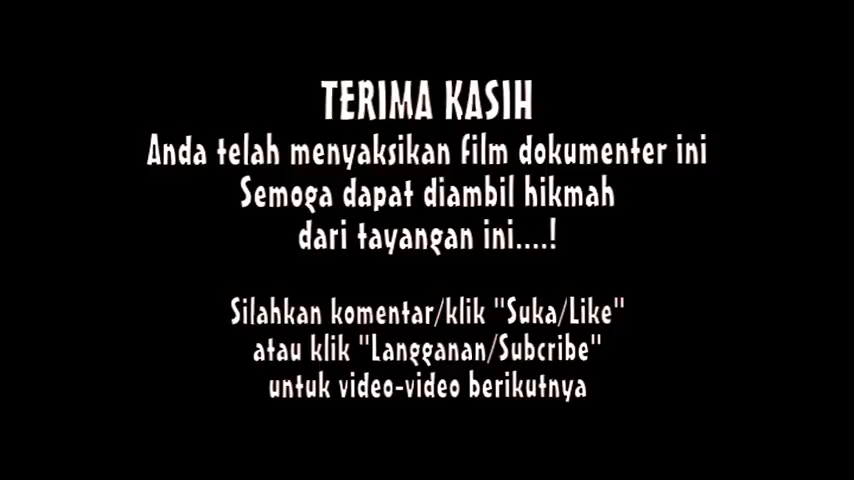 TERIMA KASIH
Anda telah menyaksikan film dokumenter ini
Semoga dapat diambil hikmah
dari tayangan ini....!
Silahkan komentar/klik "Suka/Like"
atau klik "Langganan/Subcribe"
untuk video-video berikutnya